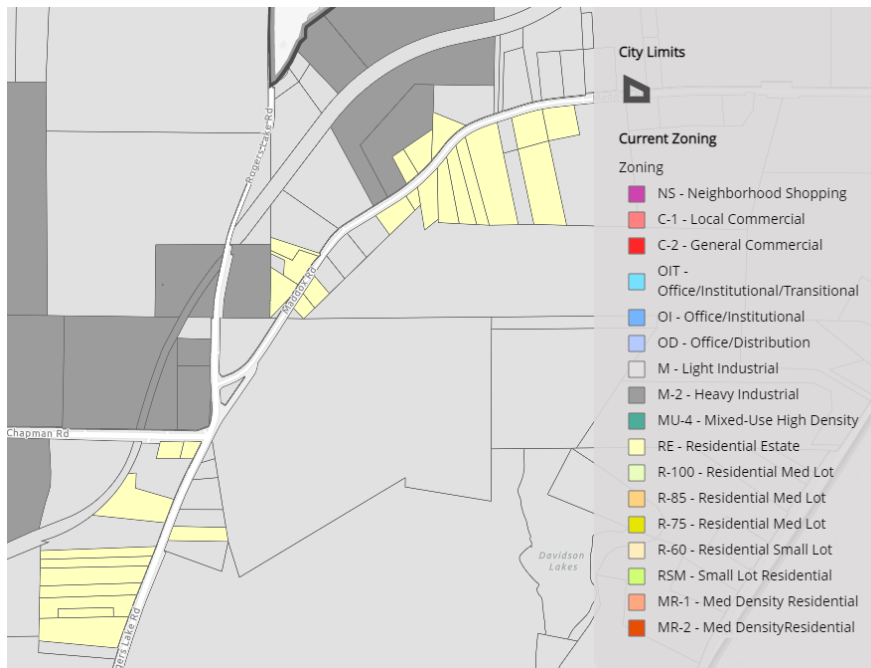 City Limits
Current Zoning
Zoning
NS - Neighborhood Shopping
C-1 - Local Commercial
C-2 - General Commercial
OIT -
Office/Institutional/Transitional
OI - Office/Institutional
OD - Office/Distribution
M - Light Industrial
M-2 - Heavy Industrial
MU-4 - Mixed-Use High Density
RE - Residential Estate
R-100 - Residential Med Lot
R-85 - Residential Med Lot
R-75 - Residential Med Lot
R-60 - Residential Small Lot
RSM - Small Lot Residential
MR-1 - Med Density Residential
MR-2 - Med DensityResidential
Rogers Lake Rd
Maddox Rd
Chapman Rd
Davidson
Lakes
gers Lake Rd